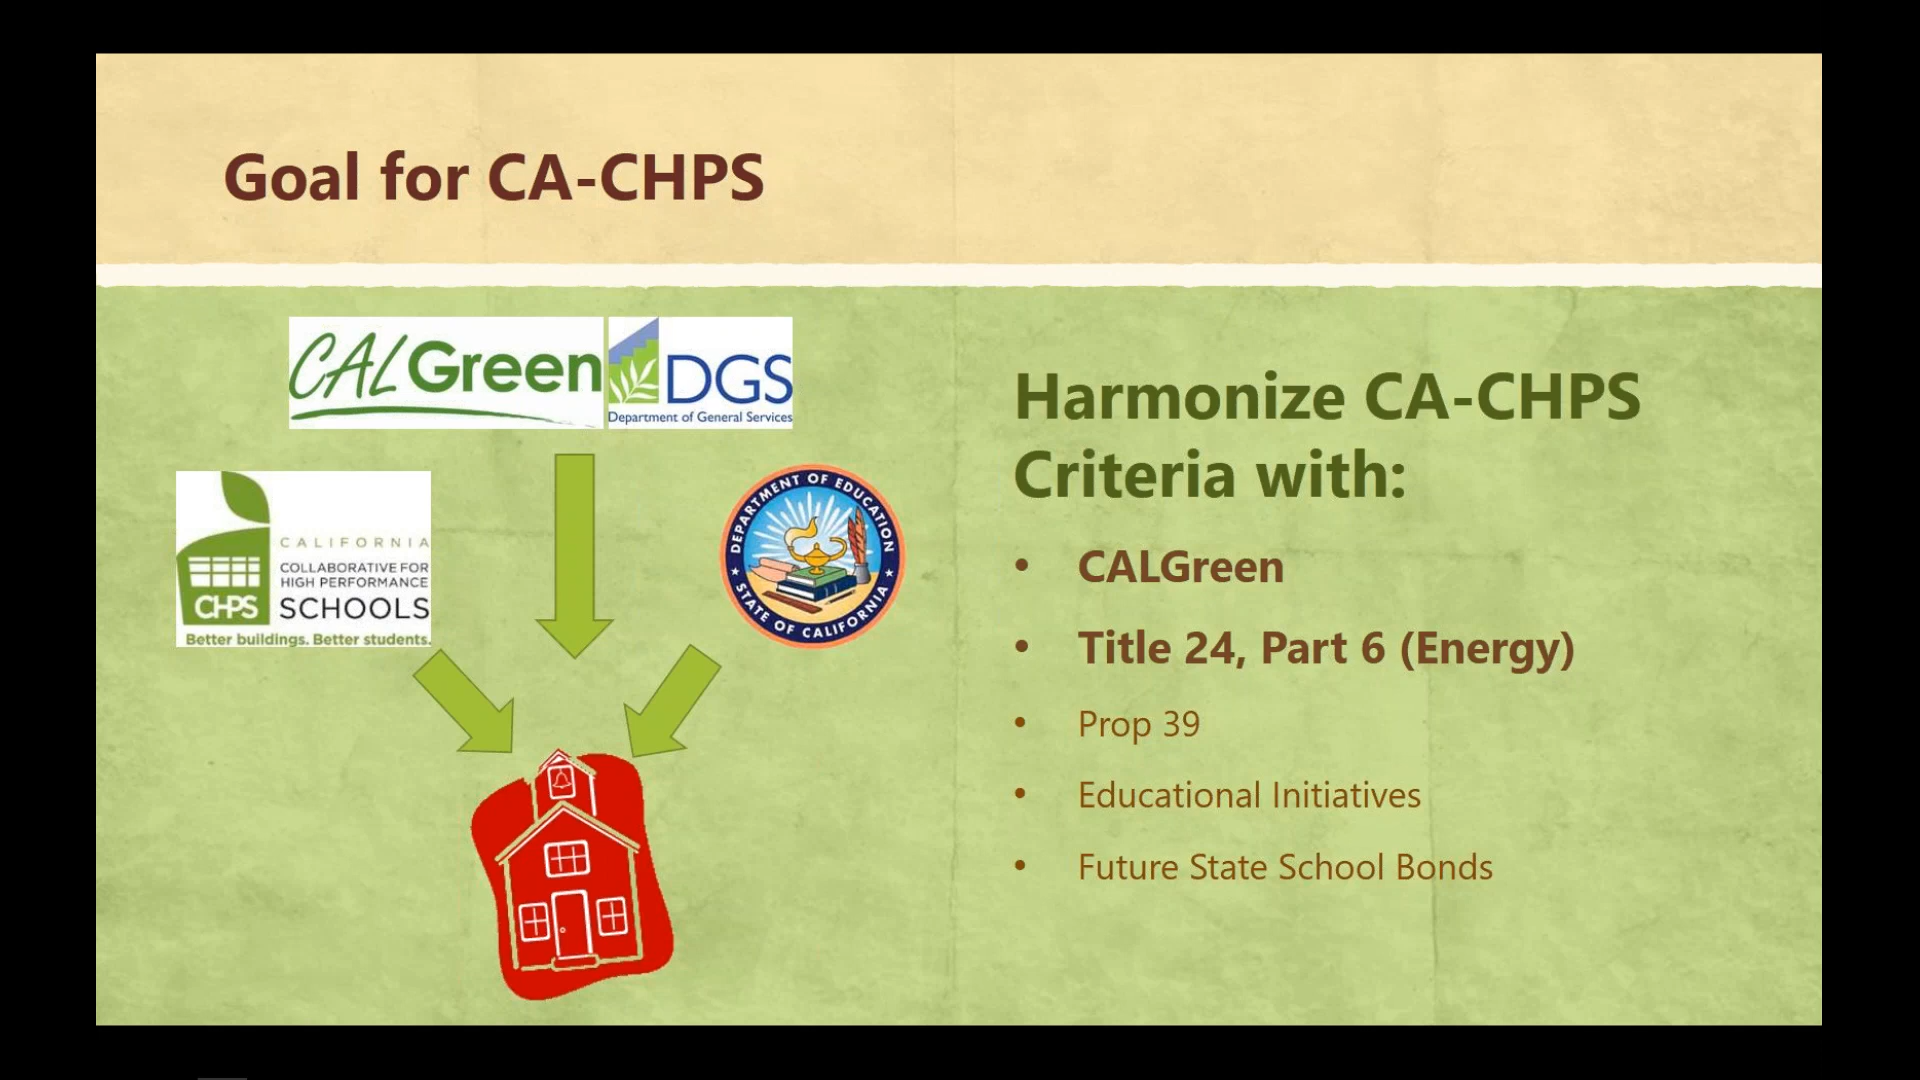 Goal for CA-CHPS
CALGreen
DGS
Department of General Services
CALIFORNIA
COLLABORATIVE FOR
HIGH PERFORMANCE
SCHOOLS
CHPS
Better buildings. Better students.
DEPARTMENT OF EDUCATION
STATE OF CALIFORNIA
Harmonize CA-CHPS
Criteria with:
• CALGreen
• Title 24, Part 6 (Energy)
• Prop 39
• Educational Initiatives
• Future State School Bonds